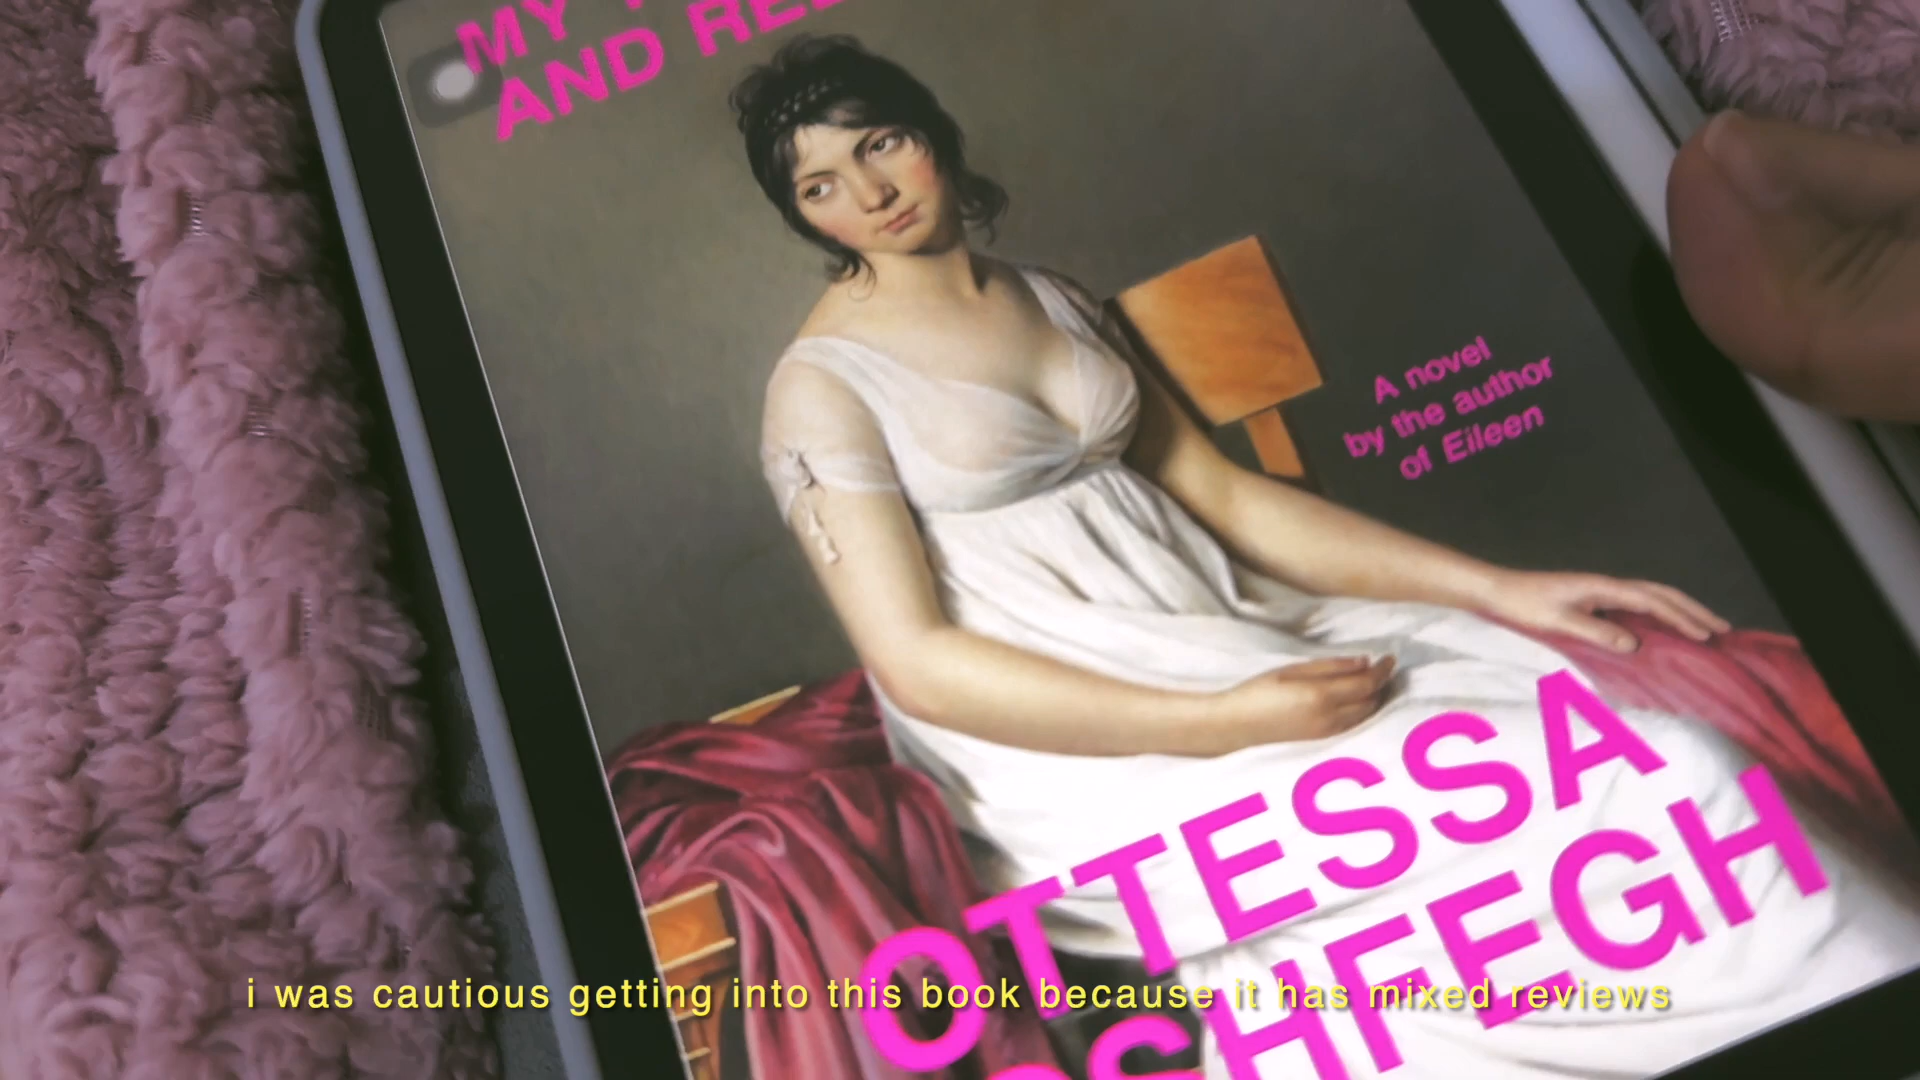 MY
AND
A novel
by the author
of Eileen
OTTESSA
i was cautious getting into this book because it has mixed reviews